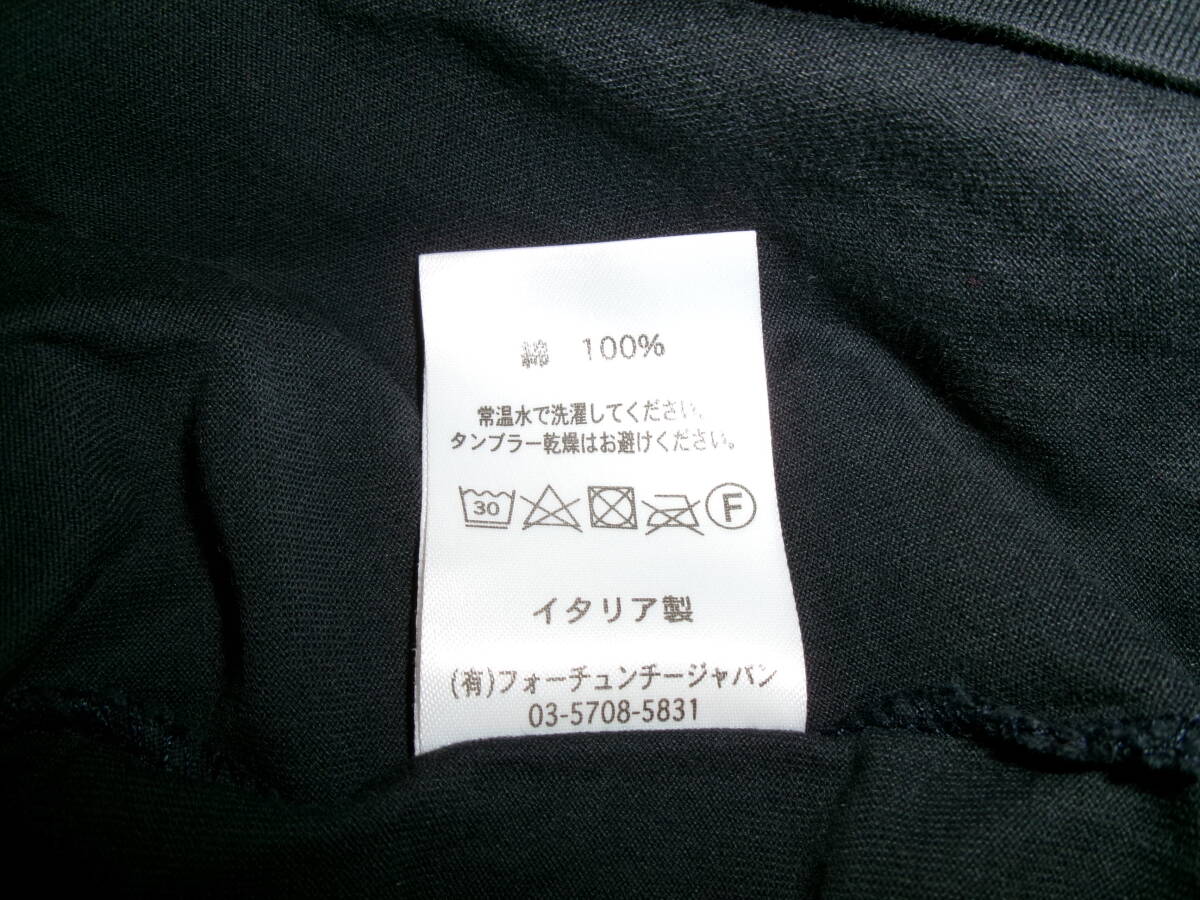 綿 100%
常温水で洗濯してください。
タンブラー乾燥はお避けください。
30 F
イタリア製
(有)フォーチュンチージャパン
03-5708-5831